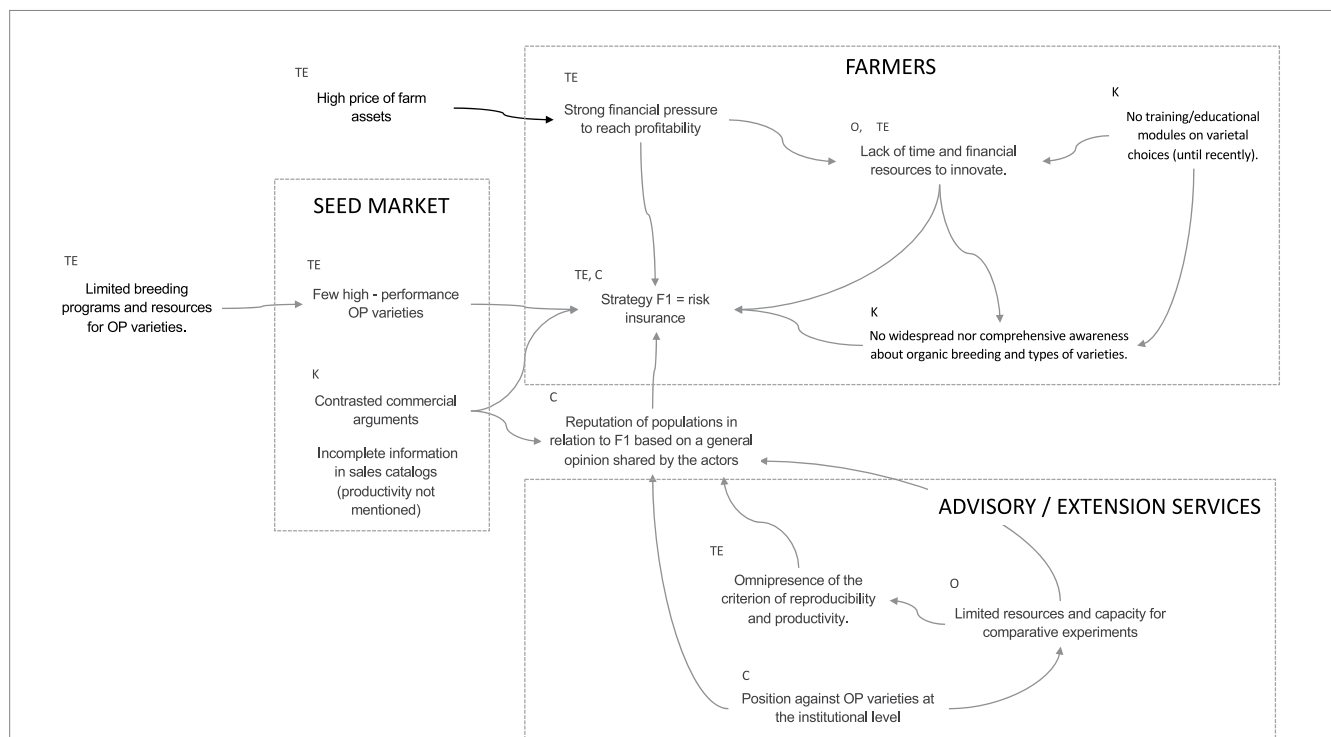 FARMERS
TE
High price of farm
assets
TE
Strong financial pressure
to reach profitability
O, TE
Lack of time and financial
resources to innovate.
K
No training/educational
modules on varietal
choices (until recently).
SEED MARKET
TE
Limited breeding
programs and resources
for OP varieties.
TE
Few high - performance
OP varieties
TE, C
Strategy F1 = risk
insurance
K
No widespread nor comprehensive awareness
about organic breeding and types of varieties.
K
Contrasted commercial
arguments
Incomplete information
in sales catalogs
(productivity not
mentioned)
C
Reputation of populations in
relation to F1 based on a general
opinion shared by the actors
ADVISORY / EXTENSION SERVICES
TE
Omnipresence of the
criterion of reproducibility
and productivity.
O
Limited resources and capacity for
comparative experiments
C
Position against OP varieties at
the institutional level